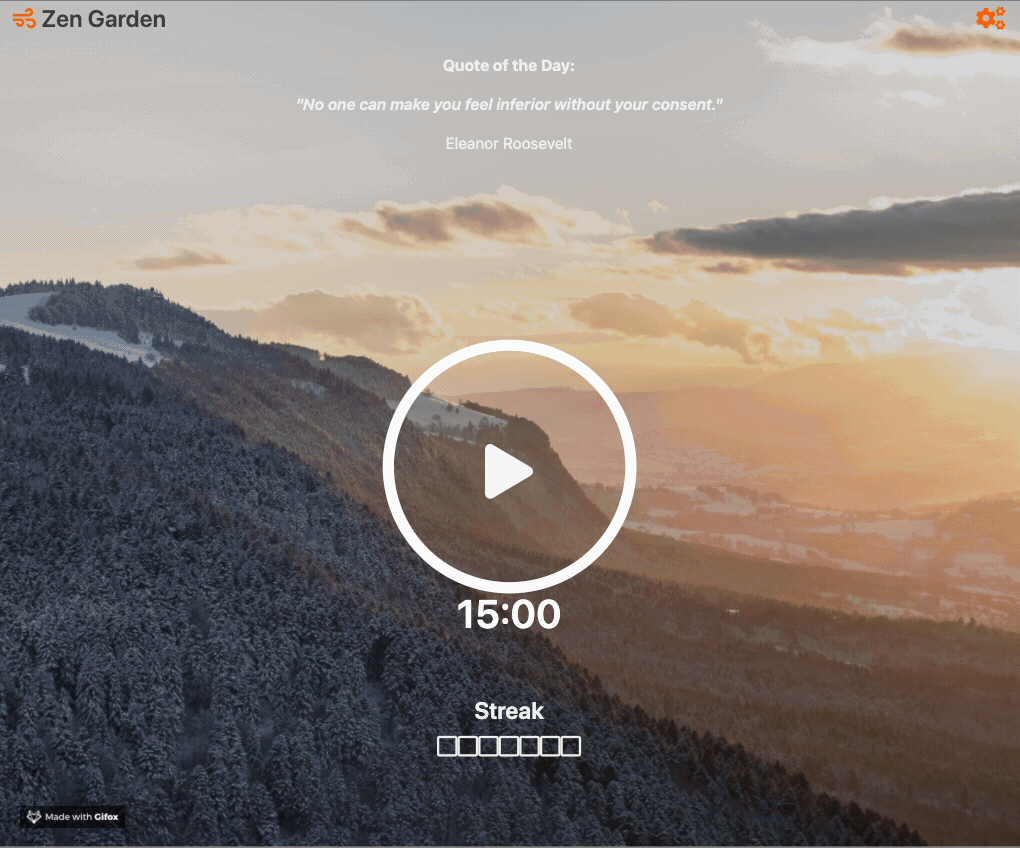 Zen Garden
Quote of the Day:
"No one can make you feel inferior without your consent."
Eleanor Roosevelt
15:00
Streak
Made with Gifox